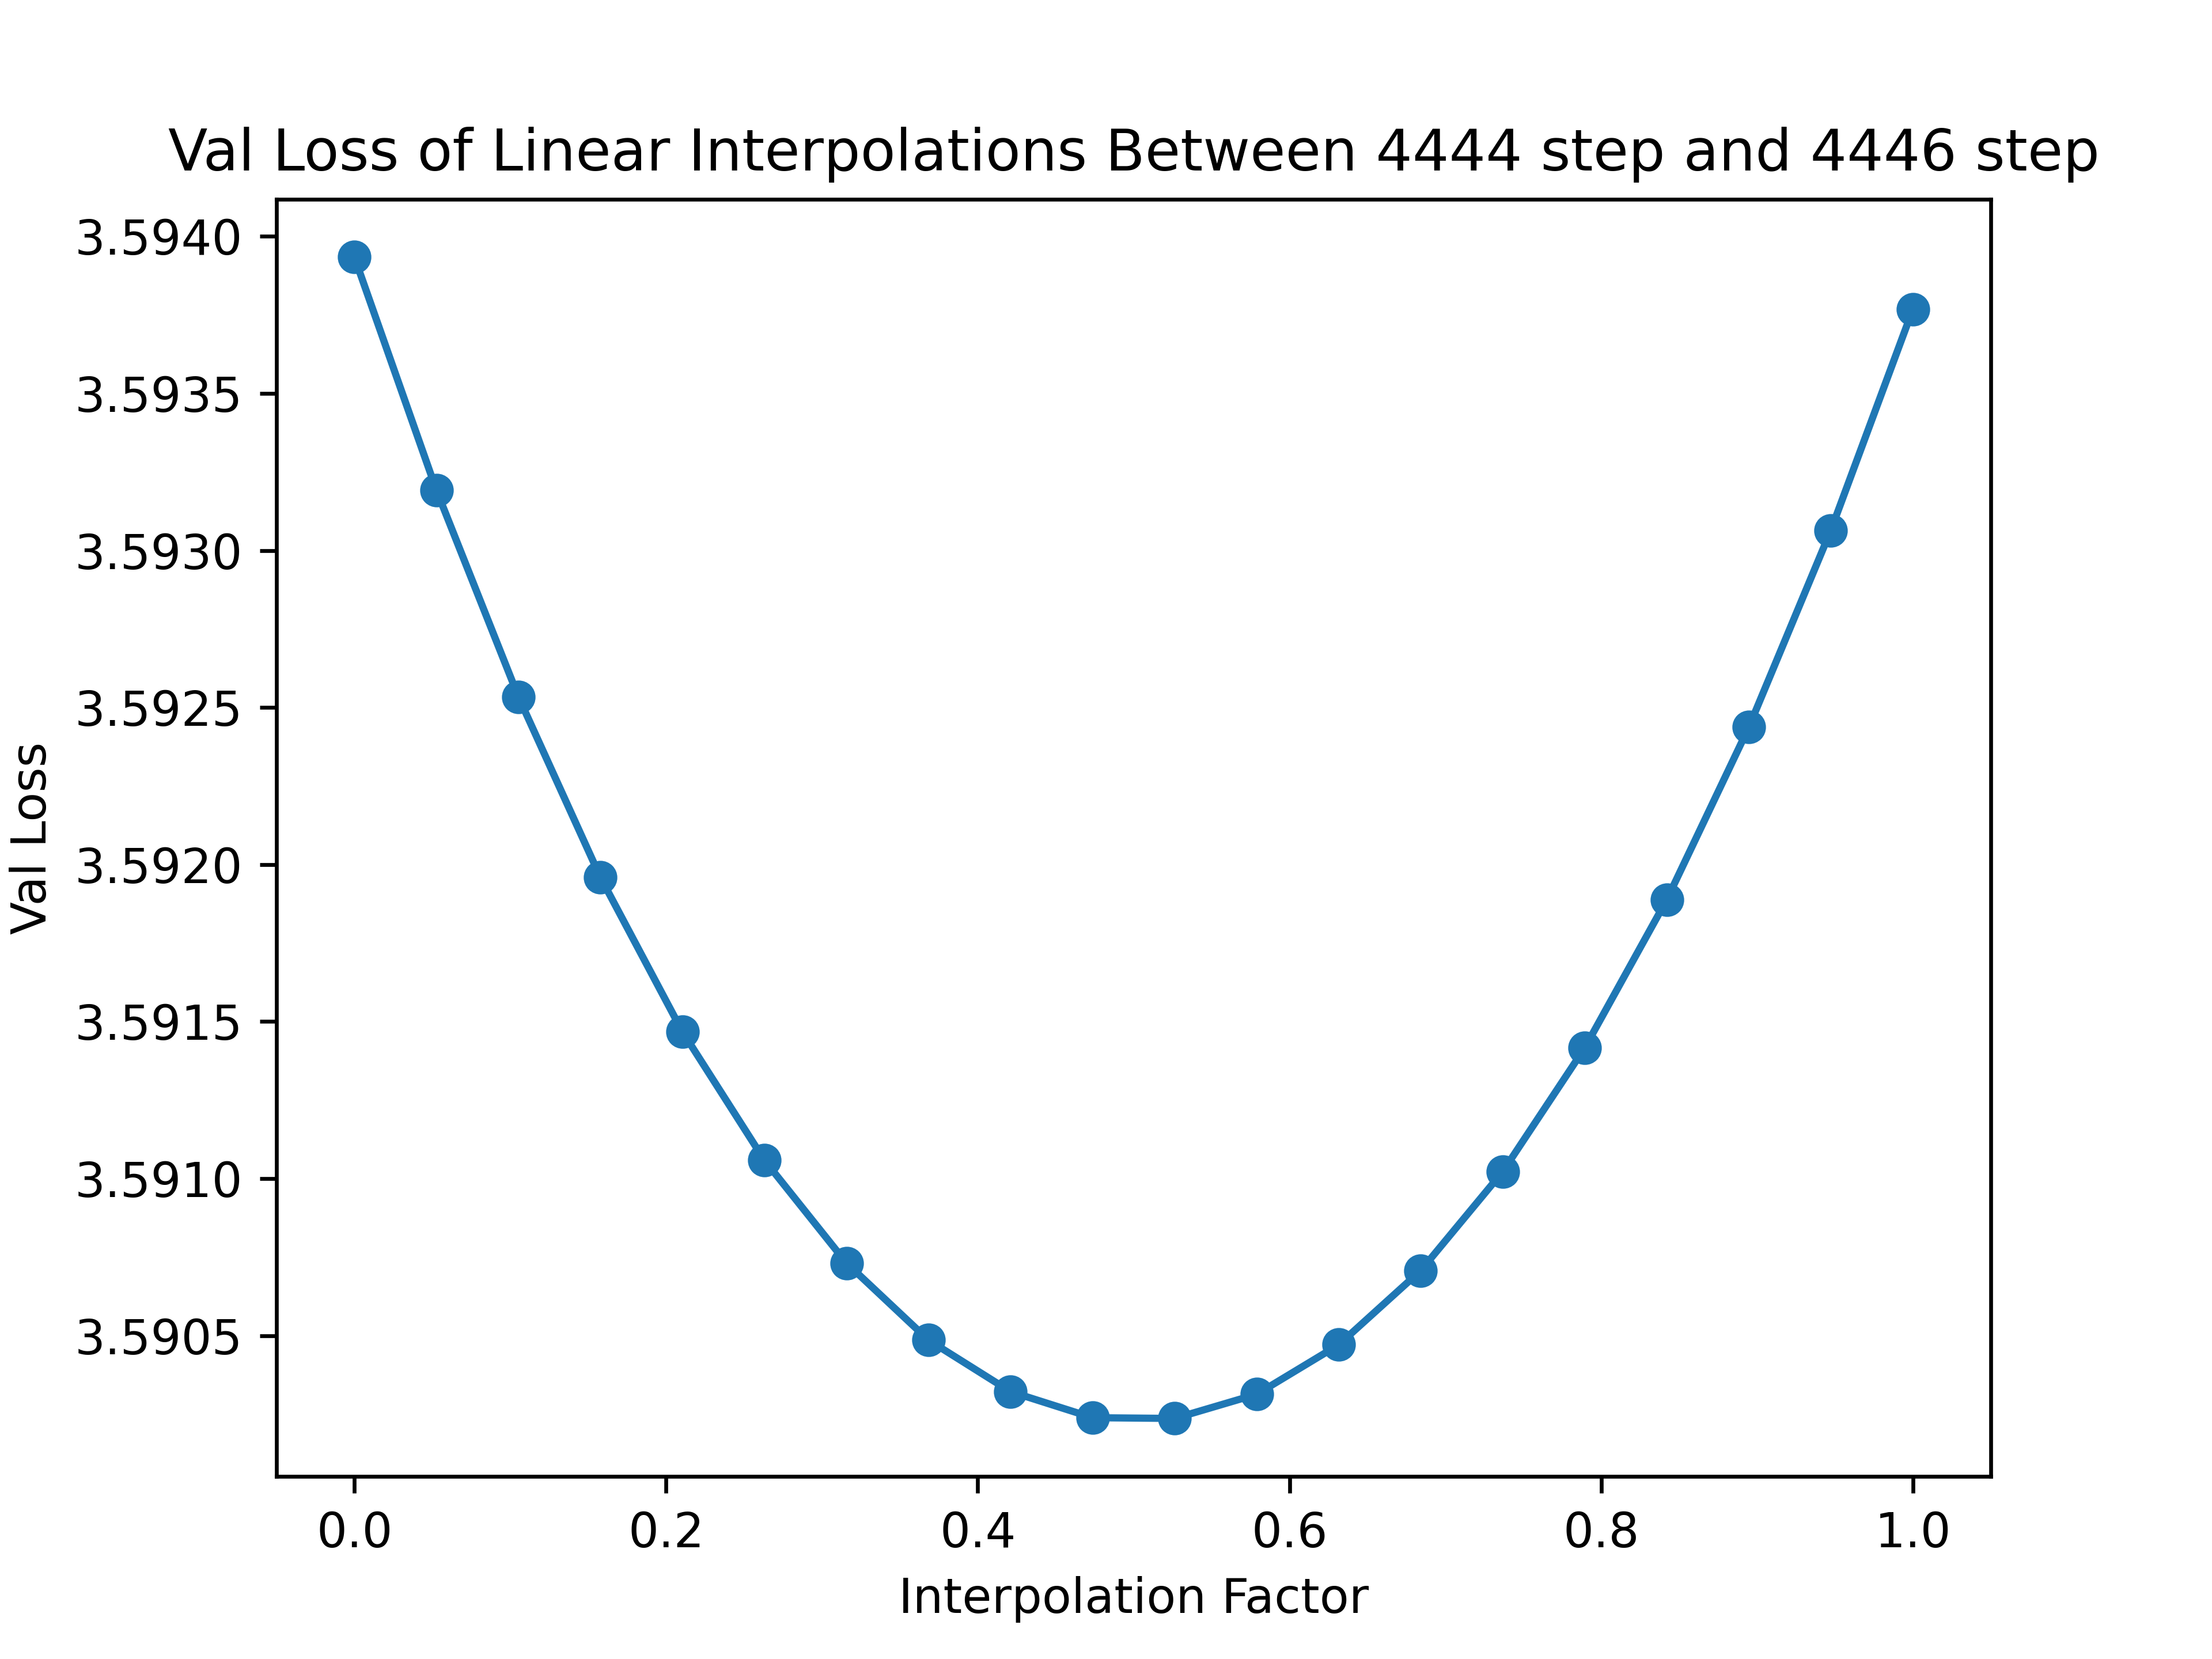 Val Loss of Linear Interpolations Between 4444 step and 4446 step
3.5940
3.5935
3.5930
3.5925
3.5920
3.5915
3.5910
3.5905
Val Loss
0.0 0.2 0.4 0.6 0.8 1.0
Interpolation Factor